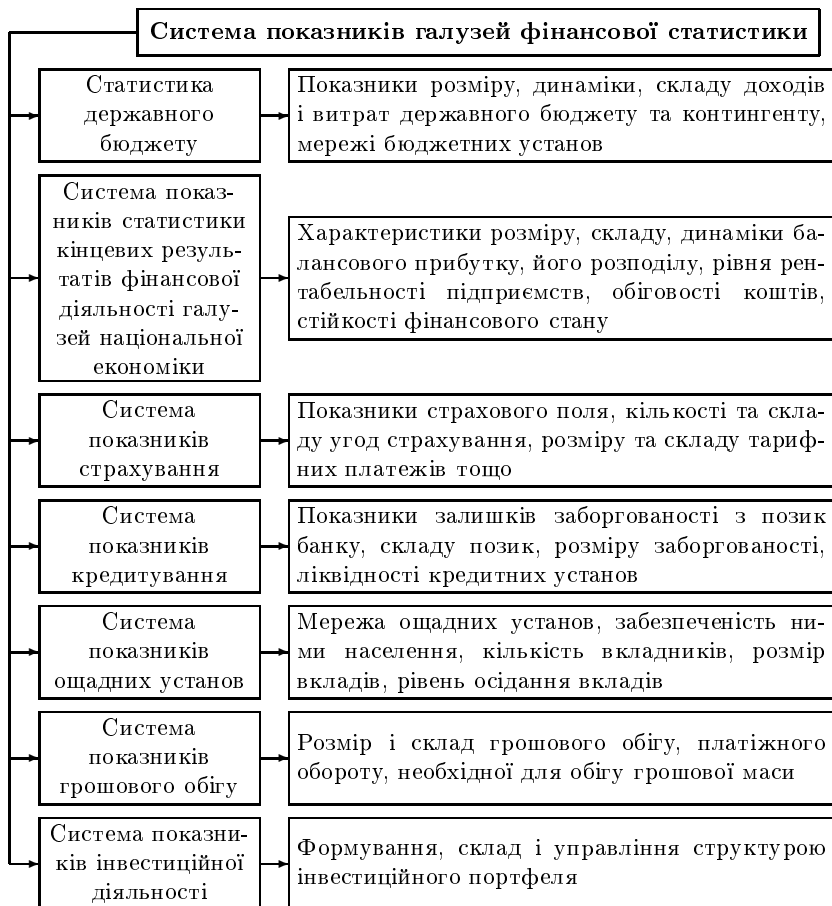 Система показників галузей фінансової статистики
Статистика
державного
бюджету
Показники розміру, динаміки, складу доходів
і витрат державного бюджету та контингенту,
мережі бюджетних установ
Система показ-
ників статистики
кінцевих резуль-
татів фінансової
діяльності галу-
зей національної
економіки
Характеристики розміру, складу, динаміки ба-
лансового прибутку, його розподілу, рівня рен-
табельності підприємств, обіговості коштів,
стійкості фінансового стану
Система
показників
страхування
Показники страхового поля, кількості та скла-
ду угод страхування, розміру та складу тариф-
них платежів тощо
Система
показників
кредитування
Показники залишків заборгованості з позик
банку, складу позик, розміру заборгованості,
ліквідності кредитних установ
Система
показників
ощадних установ
Мережа ощадних установ, забезпеченість ни-
ми населення, кількість вкладників, розмір
вкладів, рівень осідання вкладів
Система
показників
грошового обігу
Розмір і склад грошового обігу, платіжного
обороту, необхідної для обігу грошової маси
Система показни-
ків інвестиційної
діяльності
Формування, склад і управління структурою
інвестиційного портфеля